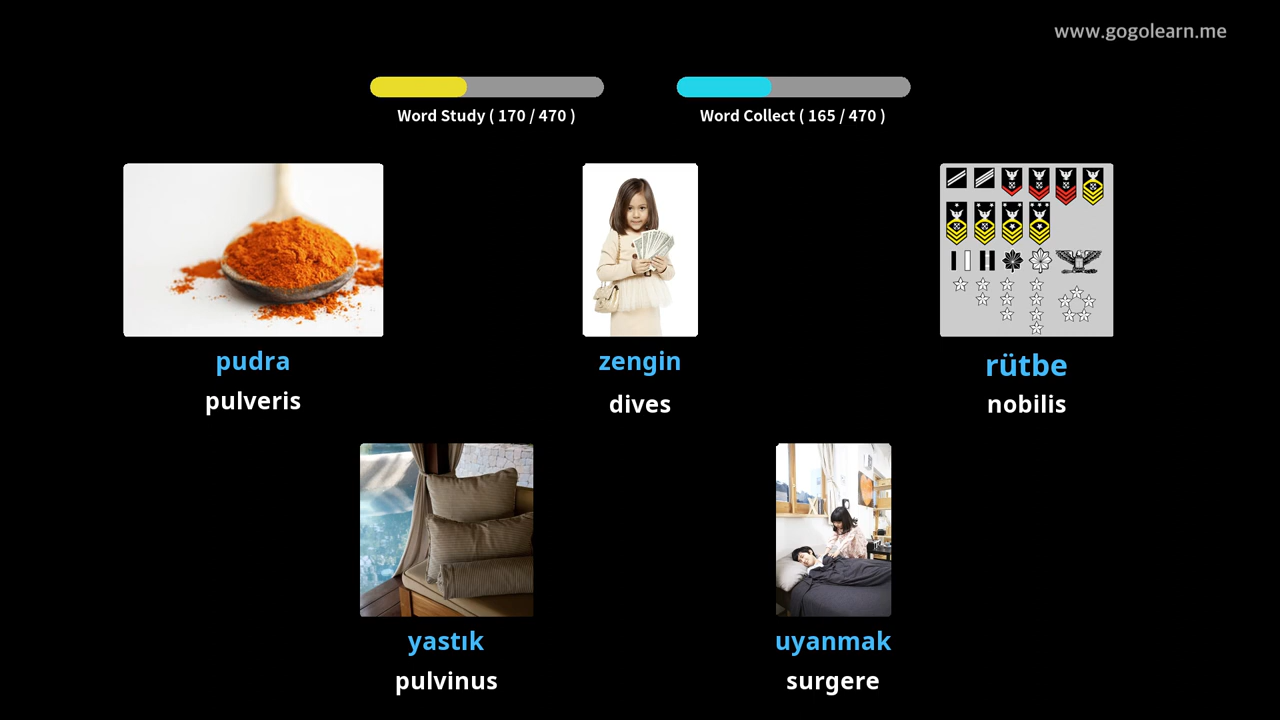 www.gogolearn.me
Word Study ( 170 / 470 )
Word Collect ( 165 / 470 )
pudra
pulveris
zengin
dives
rütbe
nobilis
yastık
pulvinus
uyanmak
surgere